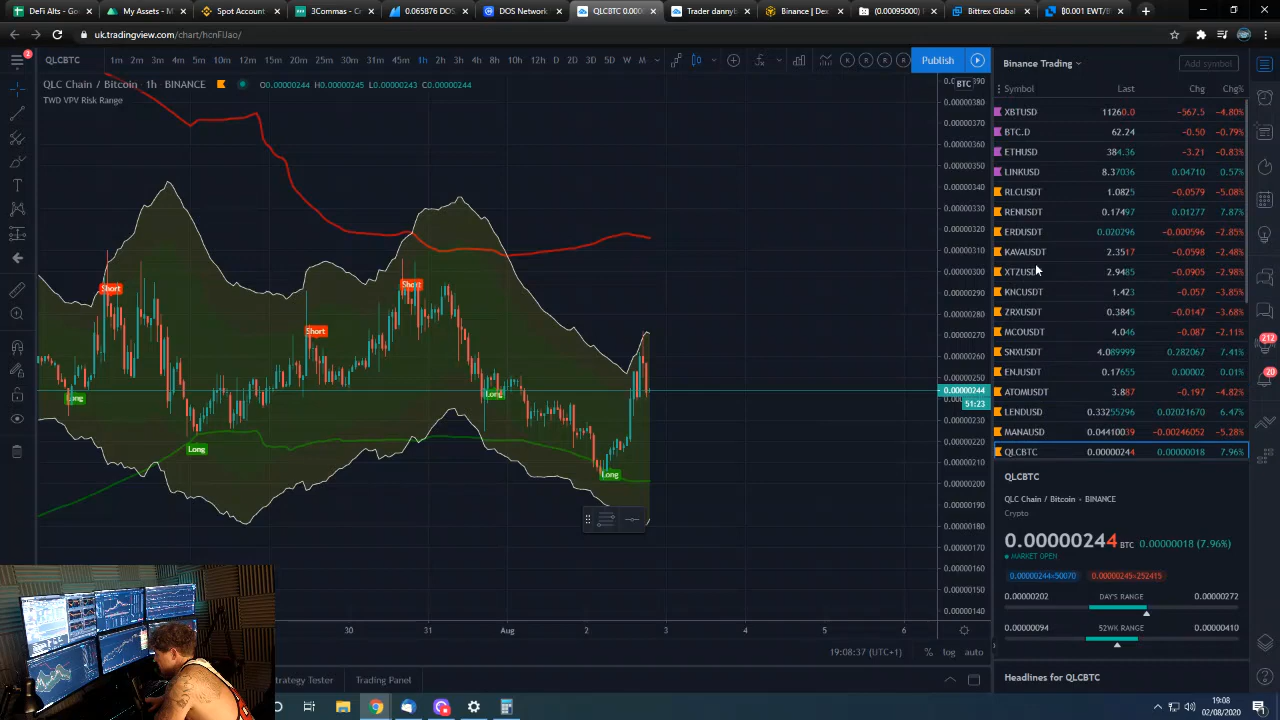 DeFi Alts - G
My Assets - M
Spot Account
3Commas - C
0.065876 DOS
DOS Network
QLCBTC 0.000
Trader dannyt
Binance | Dex
(0.00095000)
Bittrex Global
[B0.001 EWT/B
uk.tradingview.com/chart/hcnFIJao/
2
QLCBTC
1m 2m 3m 4m 5m 10m 12m 15m 20m 25m 30m 31m 45m 1h 2h 3h 4h 8h 10h 12h D 2D 3D 5D W M
Publish
Binance Trading
Add symbol
QLC Chain / Bitcoin · 1h · BINANCE O0.00000244 H0.00000245 L0.00000243 C0.00000244
TWD VPV Risk Range
BTC
0.00000380
0.00000370
0.00000360
0.00000350
0.00000340
0.00000330
0.00000320
0.00000310
0.00000300
0.00000290
0.00000280
0.00000270
0.00000260
0.00000250
0.00000244
51:23
0.00000230
0.00000220
0.00000210
0.00000200
0.00000190
0.00000180
0.00000170
0.00000160
0.00000150
0.00000140
Short
Short
Short
Long
Long
Long
Long
30 31 Aug 2 3 4 5 6
19:08:37 (UTC+1) % log auto
trategy Tester Trading Panel
Symbol Last Chg Chg%
XBTUSD 11260.0 -567.5 -4.80%
BTC.D 62.24 -0.50 -0.79%
ETHUSD 384.36 -3.21 -0.83%
LINKUSD 8.37036 0.04710 0.57%
RLCUSDT 1.0825 -0.0579 -5.08%
RENUSDT 0.17497 0.01277 7.87%
ERDUSDT 0.020296 -0.000596 -2.85%
KAVAUSDT 2.3517 -0.0598 -2.48%
XTZUSD 2.9485 -0.0905 -2.98%
KNCUSDT 1.423 -0.057 -3.85%
ZRXUSDT 0.3845 -0.0147 -3.68%
MCOUSDT 4.046 -0.087 -2.11%
SNXUSDT 4.089999 0.282067 7.41%
ENJUSDT 0.17655 0.00002 0.01%
ATOMUSDT 3.887 -0.197 -4.82%
LENDUSD 0.33255296 0.02021670 6.47%
MANAUSD 0.04410039 -0.00246052 -5.28%
QLCBTC 0.00000244 0.00000018 7.96%
QLCBTC
QLC Chain / Bitcoin • BINANCE
Crypto
0.00000244 BTC 0.00000018 (7.96%)
MARKET OPEN
0.00000244×50070 0.00000245×252415
0.00000202 DAY'S RANGE 0.00000272
0.00000094 52WK RANGE 0.00000410
Headlines for QLCBTC
212
20
19:08
02/08/2020
1